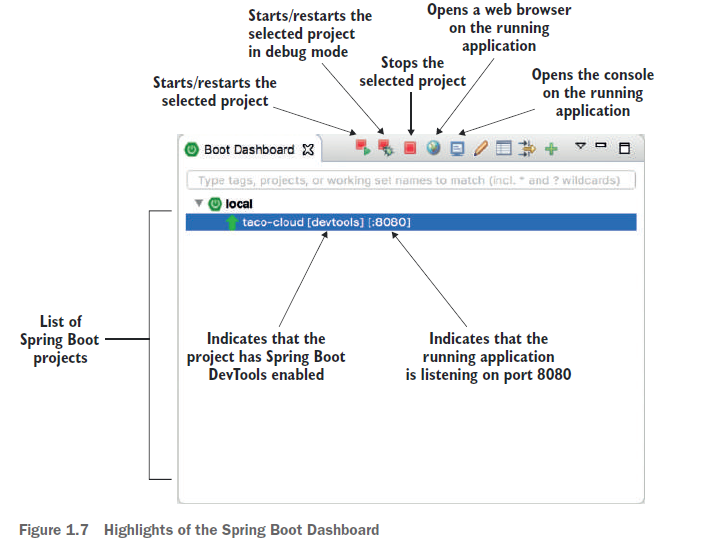 Starts/restarts the
selected project
in debug mode
Opens a web browser
on the running
application
Stops the
selected project
Starts/restarts the
selected project
Opens the console
on the running
application
Boot Dashboard
Type tags, projects, or working set names to match (incl. * and ? wildcards)
local
taco-cloud [devtools] [:8080]
List of
Spring Boot
projects
Indicates that the
project has Spring Boot
DevTools enabled
Indicates that the
running application
is listening on port 8080
Figure 1.7 Highlights of the Spring Boot Dashboard